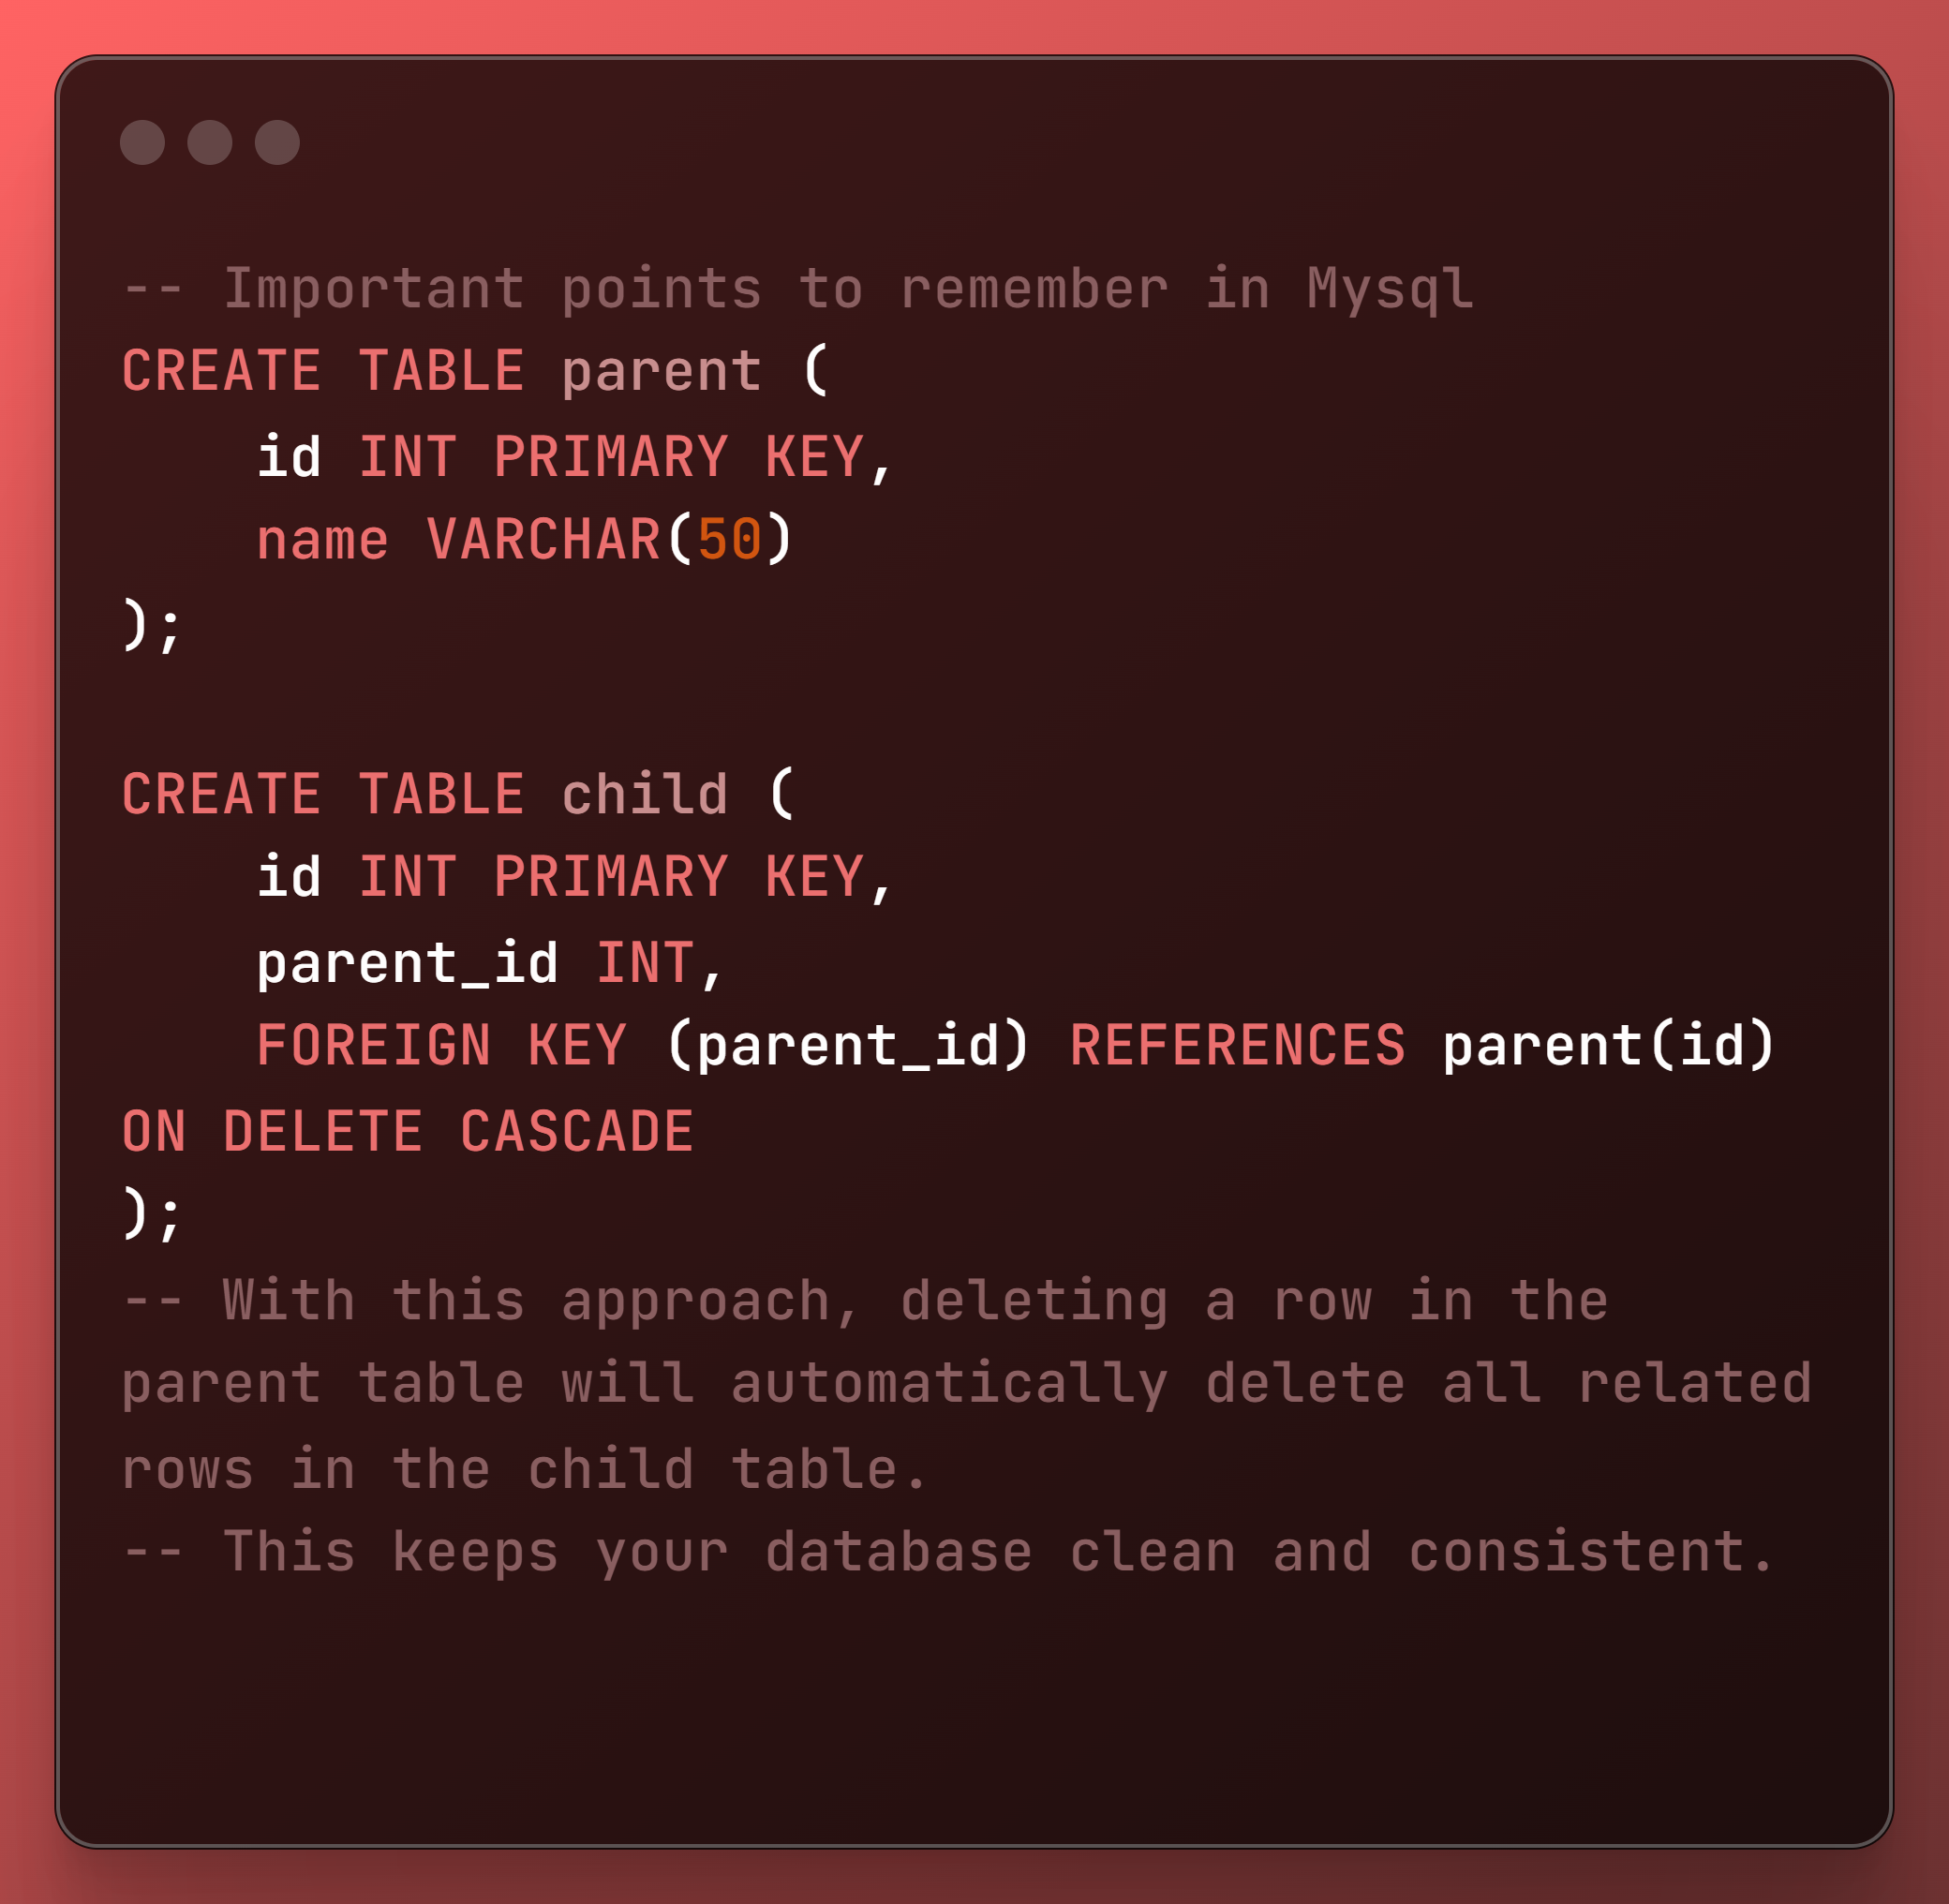 -- Important points to remember in Mysql
CREATE TABLE parent (
    id INT PRIMARY KEY,
    name VARCHAR(50)
);

CREATE TABLE child (
    id INT PRIMARY KEY,
    parent_id INT,
    FOREIGN KEY (parent_id) REFERENCES parent(id)
ON DELETE CASCADE
);
-- With this approach, deleting a row in the
parent table will automatically delete all related
rows in the child table.
-- This keeps your database clean and consistent.